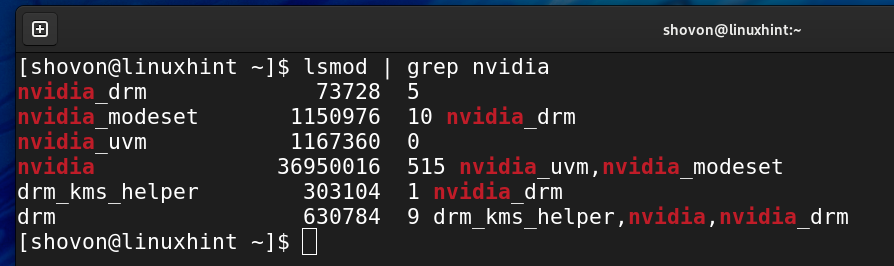 shovon@linuxhint:~
[shovon@linuxhint ~]$ lsmod | grep nvidia
nvidia_drm             73728  5
nvidia_modeset       1150976  10 nvidia_drm
nvidia_uvm           1167360  0
nvidia              36950016  515 nvidia_uvm,nvidia_modeset
drm_kms_helper        303104  1 nvidia_drm
drm                   630784  9 drm_kms_helper,nvidia,nvidia_drm
[shovon@linuxhint ~]$